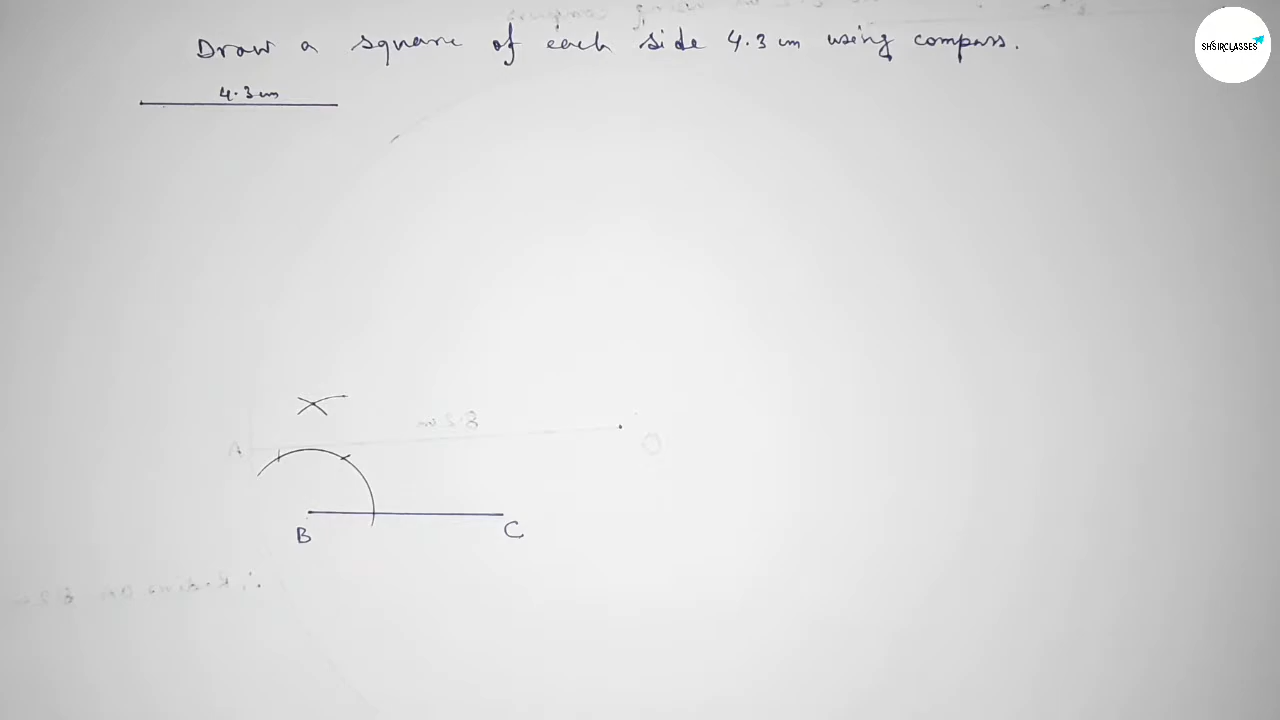 Draw a square of each side 4.3 cm using compass.
SHSIRCLASSES
4.3 cm
B
C